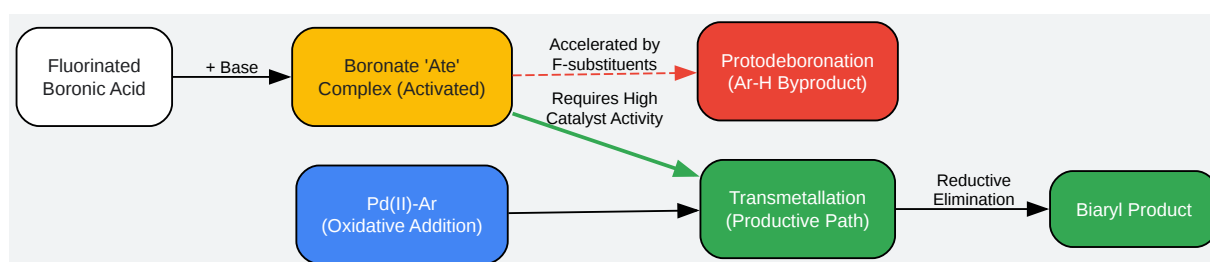 Fluorinated
Boronic Acid
+ Base
Boronate 'Ate'
Complex (Activated)
Accelerated by
F-substituents
Protodeboronation
(Ar-H Byproduct)
Requires High
Catalyst Activity
Pd(II)-Ar
(Oxidative Addition)
Transmetallation
(Productive Path)
Reductive
Elimination
Biaryl Product